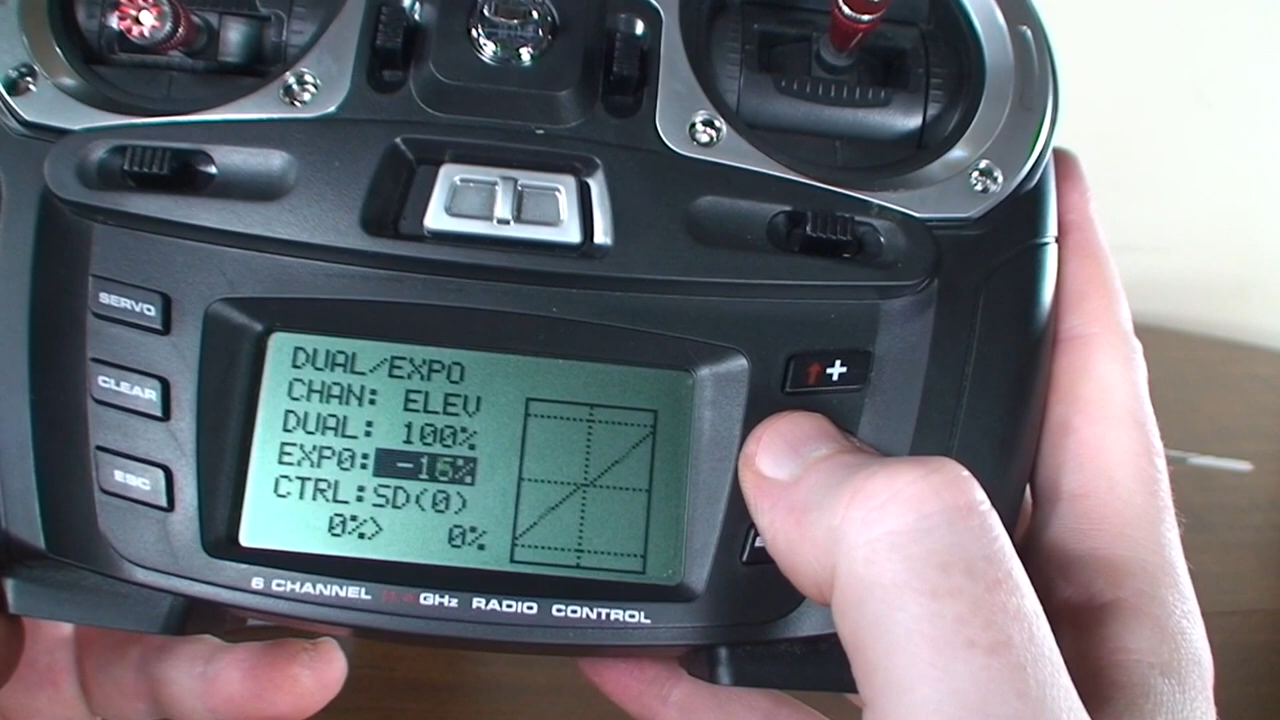 SERVO
CLEAR
ESC
+
DUAL/EXPO
CHAN: ELEV
DUAL: 100%
EXP0: -16%
CTRL:SD(0)
0%> 0%
6 CHANNEL GHz RADIO CONTROL